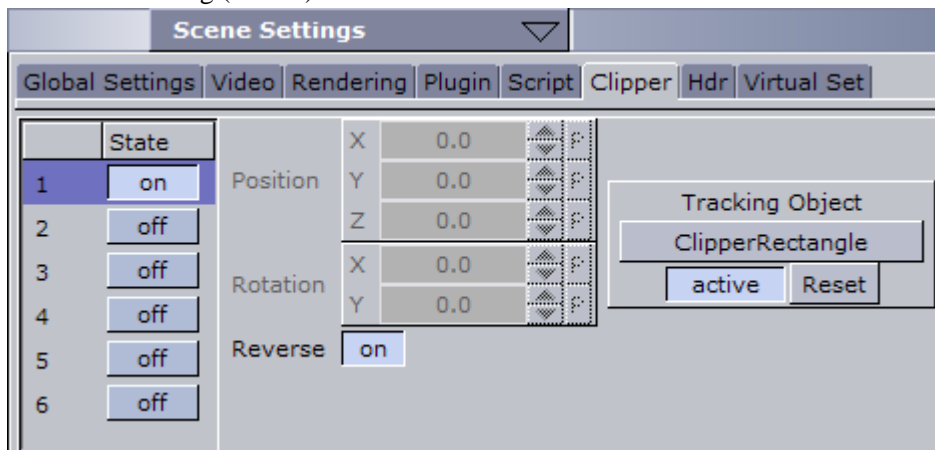 Scene Settings
Global Settings Video Rendering Plugin Script Clipper Hdr Virtual Set
State
1 on
2 off
3 off
4 off
5 off
6 off
Position
X 0.0 P
Y 0.0 P
Z 0.0 P
Rotation
X 0.0 P
Y 0.0 P
Reverse on
Tracking Object
ClipperRectangle
active Reset